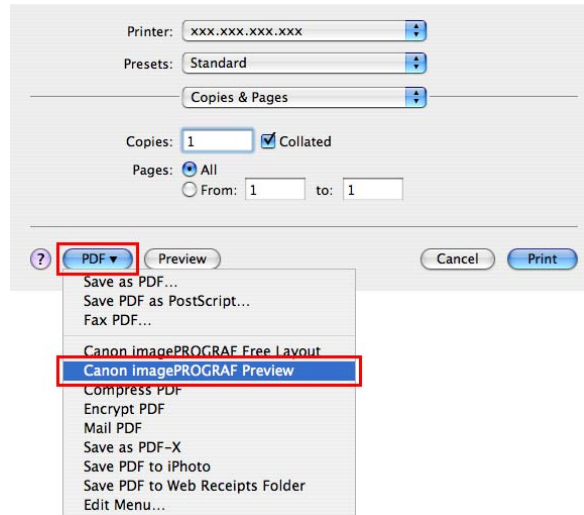 Printer: xxx.xxx.xxx.xxx
Presets: Standard
Copies & Pages
Copies: 1 Collated
Pages: All
From: 1 to: 1
? PDF▼ Preview Cancel Print
Save as PDF...
Save PDF as PostScript...
Fax PDF...
Canon imagePROGRAF Free Layout
Canon imagePROGRAF Preview
Compress PDF
Encrypt PDF
Mail PDF
Save as PDF-X
Save PDF to iPhoto
Save PDF to Web Receipts Folder
Edit Menu...